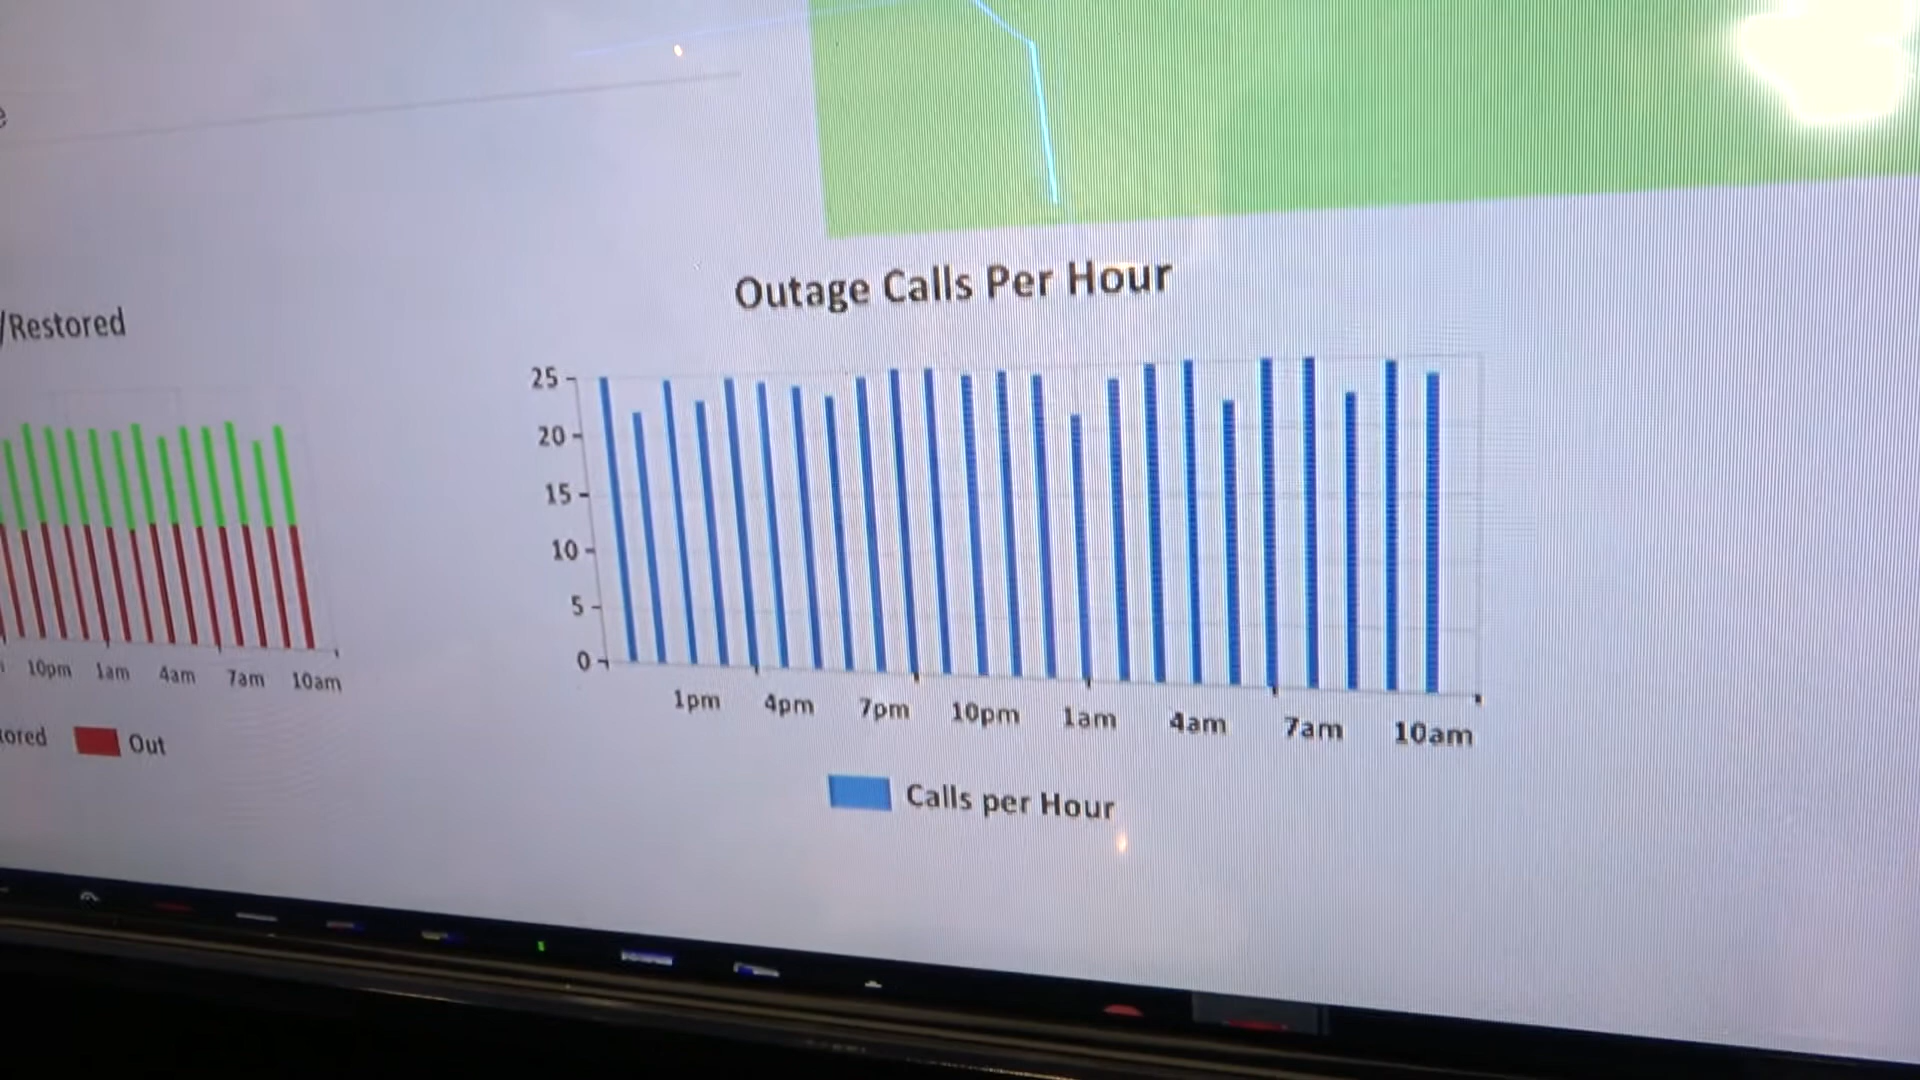 e
/Restored
10pm 1am 4am 7am 10am
tored Out
Outage Calls Per Hour
25
20
15
10
5
0
1pm 4pm 7pm 10pm 1am 4am 7am 10am
Calls per Hour